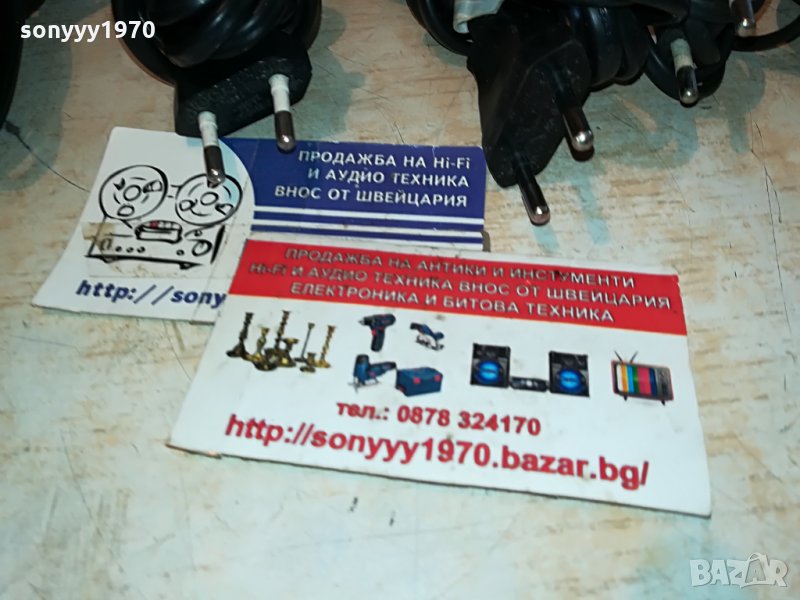 sonyyy1970
sonyyy1970
ПРОДАЖБА НА Hi-Fi
И АУДИО ТЕХНИКА
ВНОС ОТ ШВЕЙЦАРИЯ
http://sony
ПРОДАЖБА НА АНТИКИ И ИНСТУМЕНТИ
Hi-Fi И АУДИО ТЕХНИКА ВНОС ОТ ШВЕЙЦАРИЯ,
ЕЛЕКТРОНИКА И БИТОВА ТЕХНИКА
тел.: 0878 324170
http://sonyyy1970.bazar.bg/
BAZAR